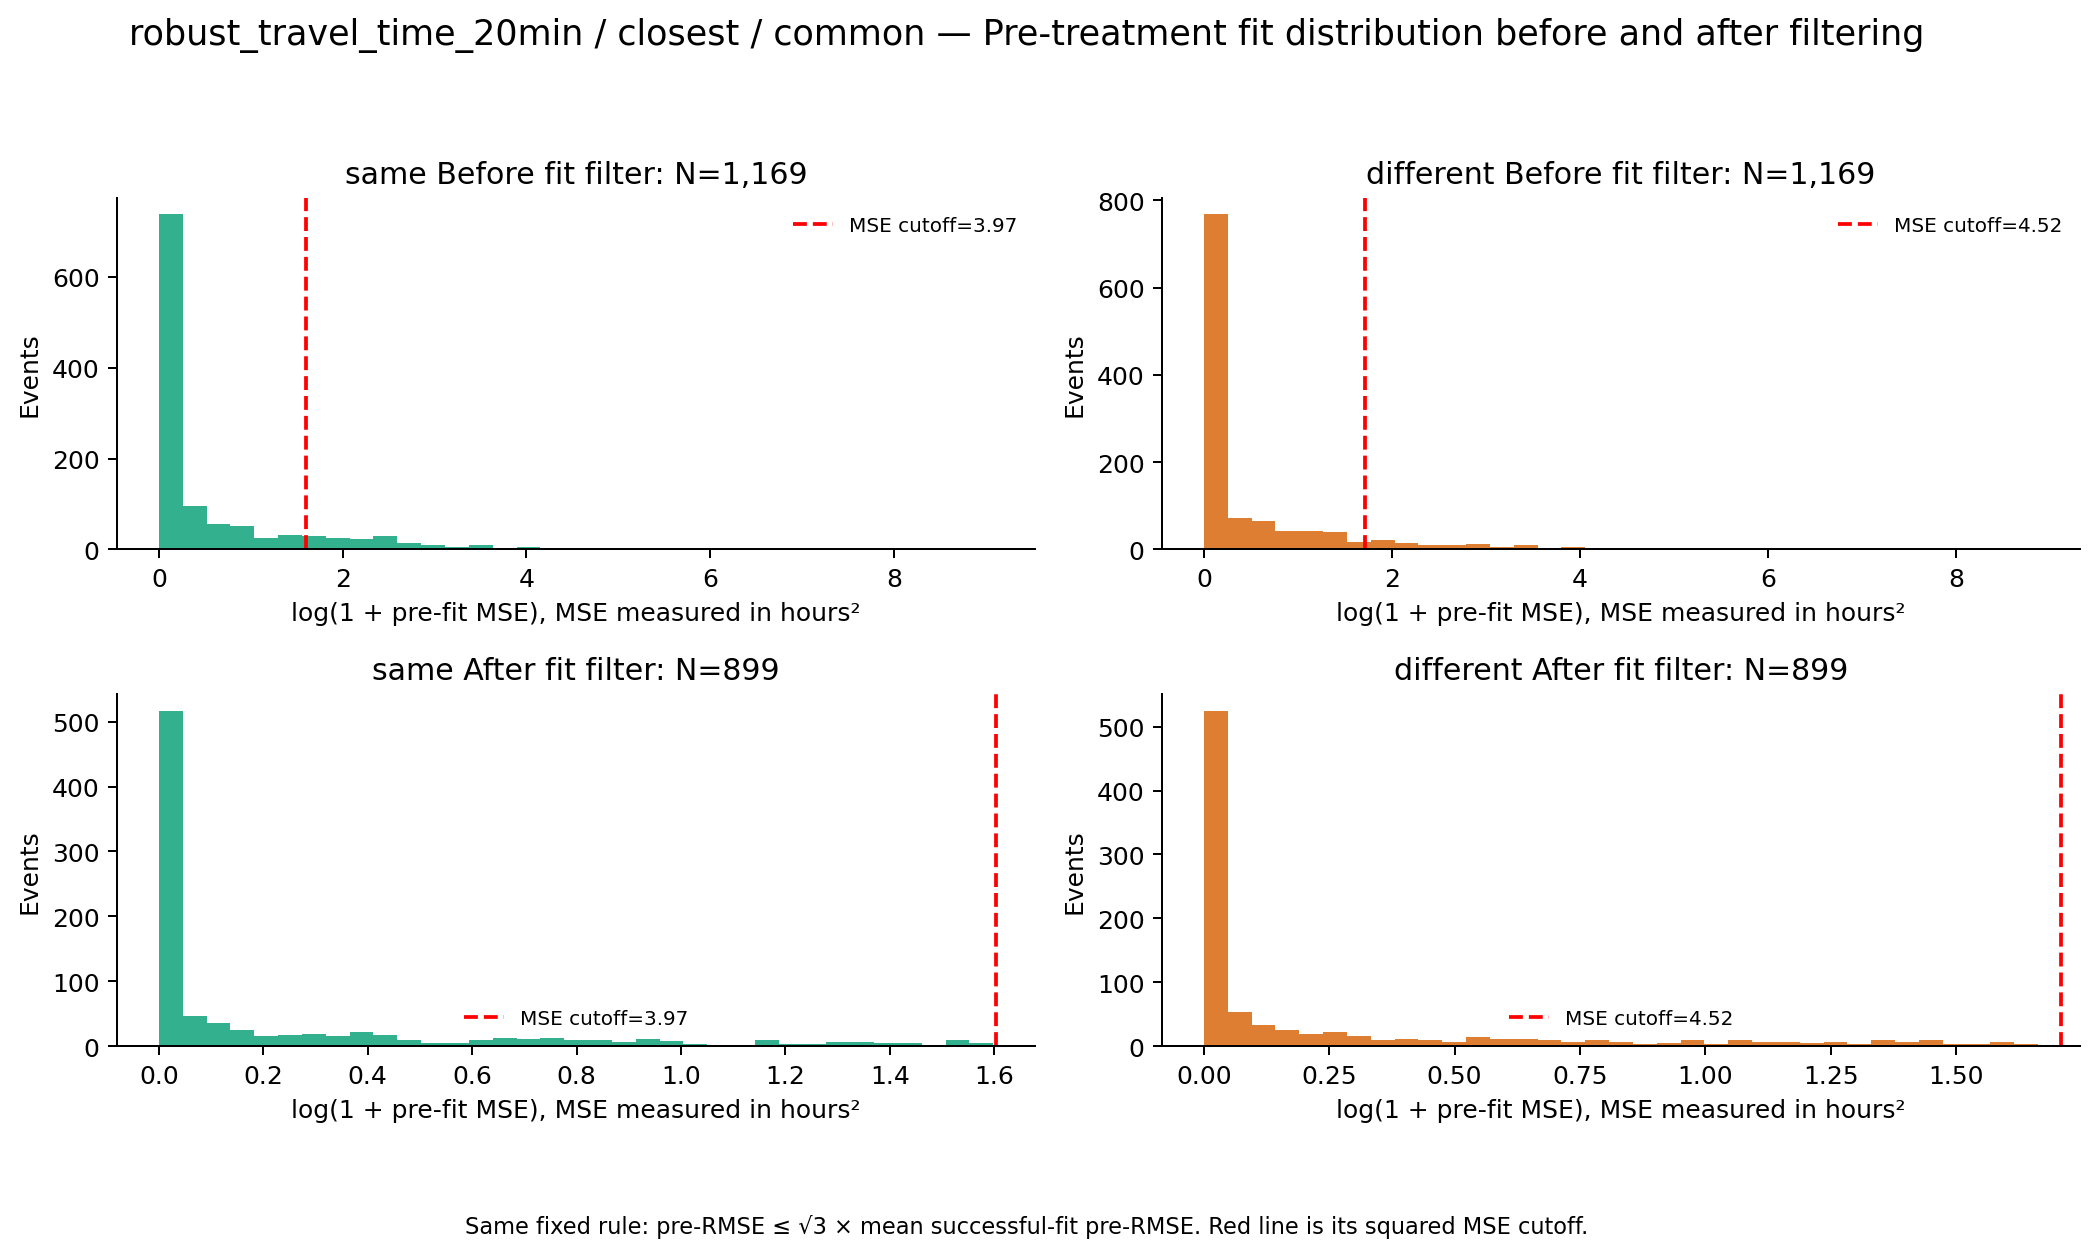 robust_travel_time_20min / closest / common — Pre-treatment fit distribution before and after filtering
same Before fit filter: N=1,169
MSE cutoff=3.97
Events
600
400
200
0
0 2 4 6 8
log(1 + pre-fit MSE), MSE measured in hours²
different Before fit filter: N=1,169
MSE cutoff=4.52
Events
800
600
400
200
0
0 2 4 6 8
log(1 + pre-fit MSE), MSE measured in hours²
same After fit filter: N=899
MSE cutoff=3.97
Events
500
400
300
200
100
0
0.0 0.2 0.4 0.6 0.8 1.0 1.2 1.4 1.6
log(1 + pre-fit MSE), MSE measured in hours²
different After fit filter: N=899
MSE cutoff=4.52
Events
500
400
300
200
100
0
0.00 0.25 0.50 0.75 1.00 1.25 1.50
log(1 + pre-fit MSE), MSE measured in hours²
Same fixed rule: pre-RMSE ≤ √3 × mean successful-fit pre-RMSE. Red line is its squared MSE cutoff.